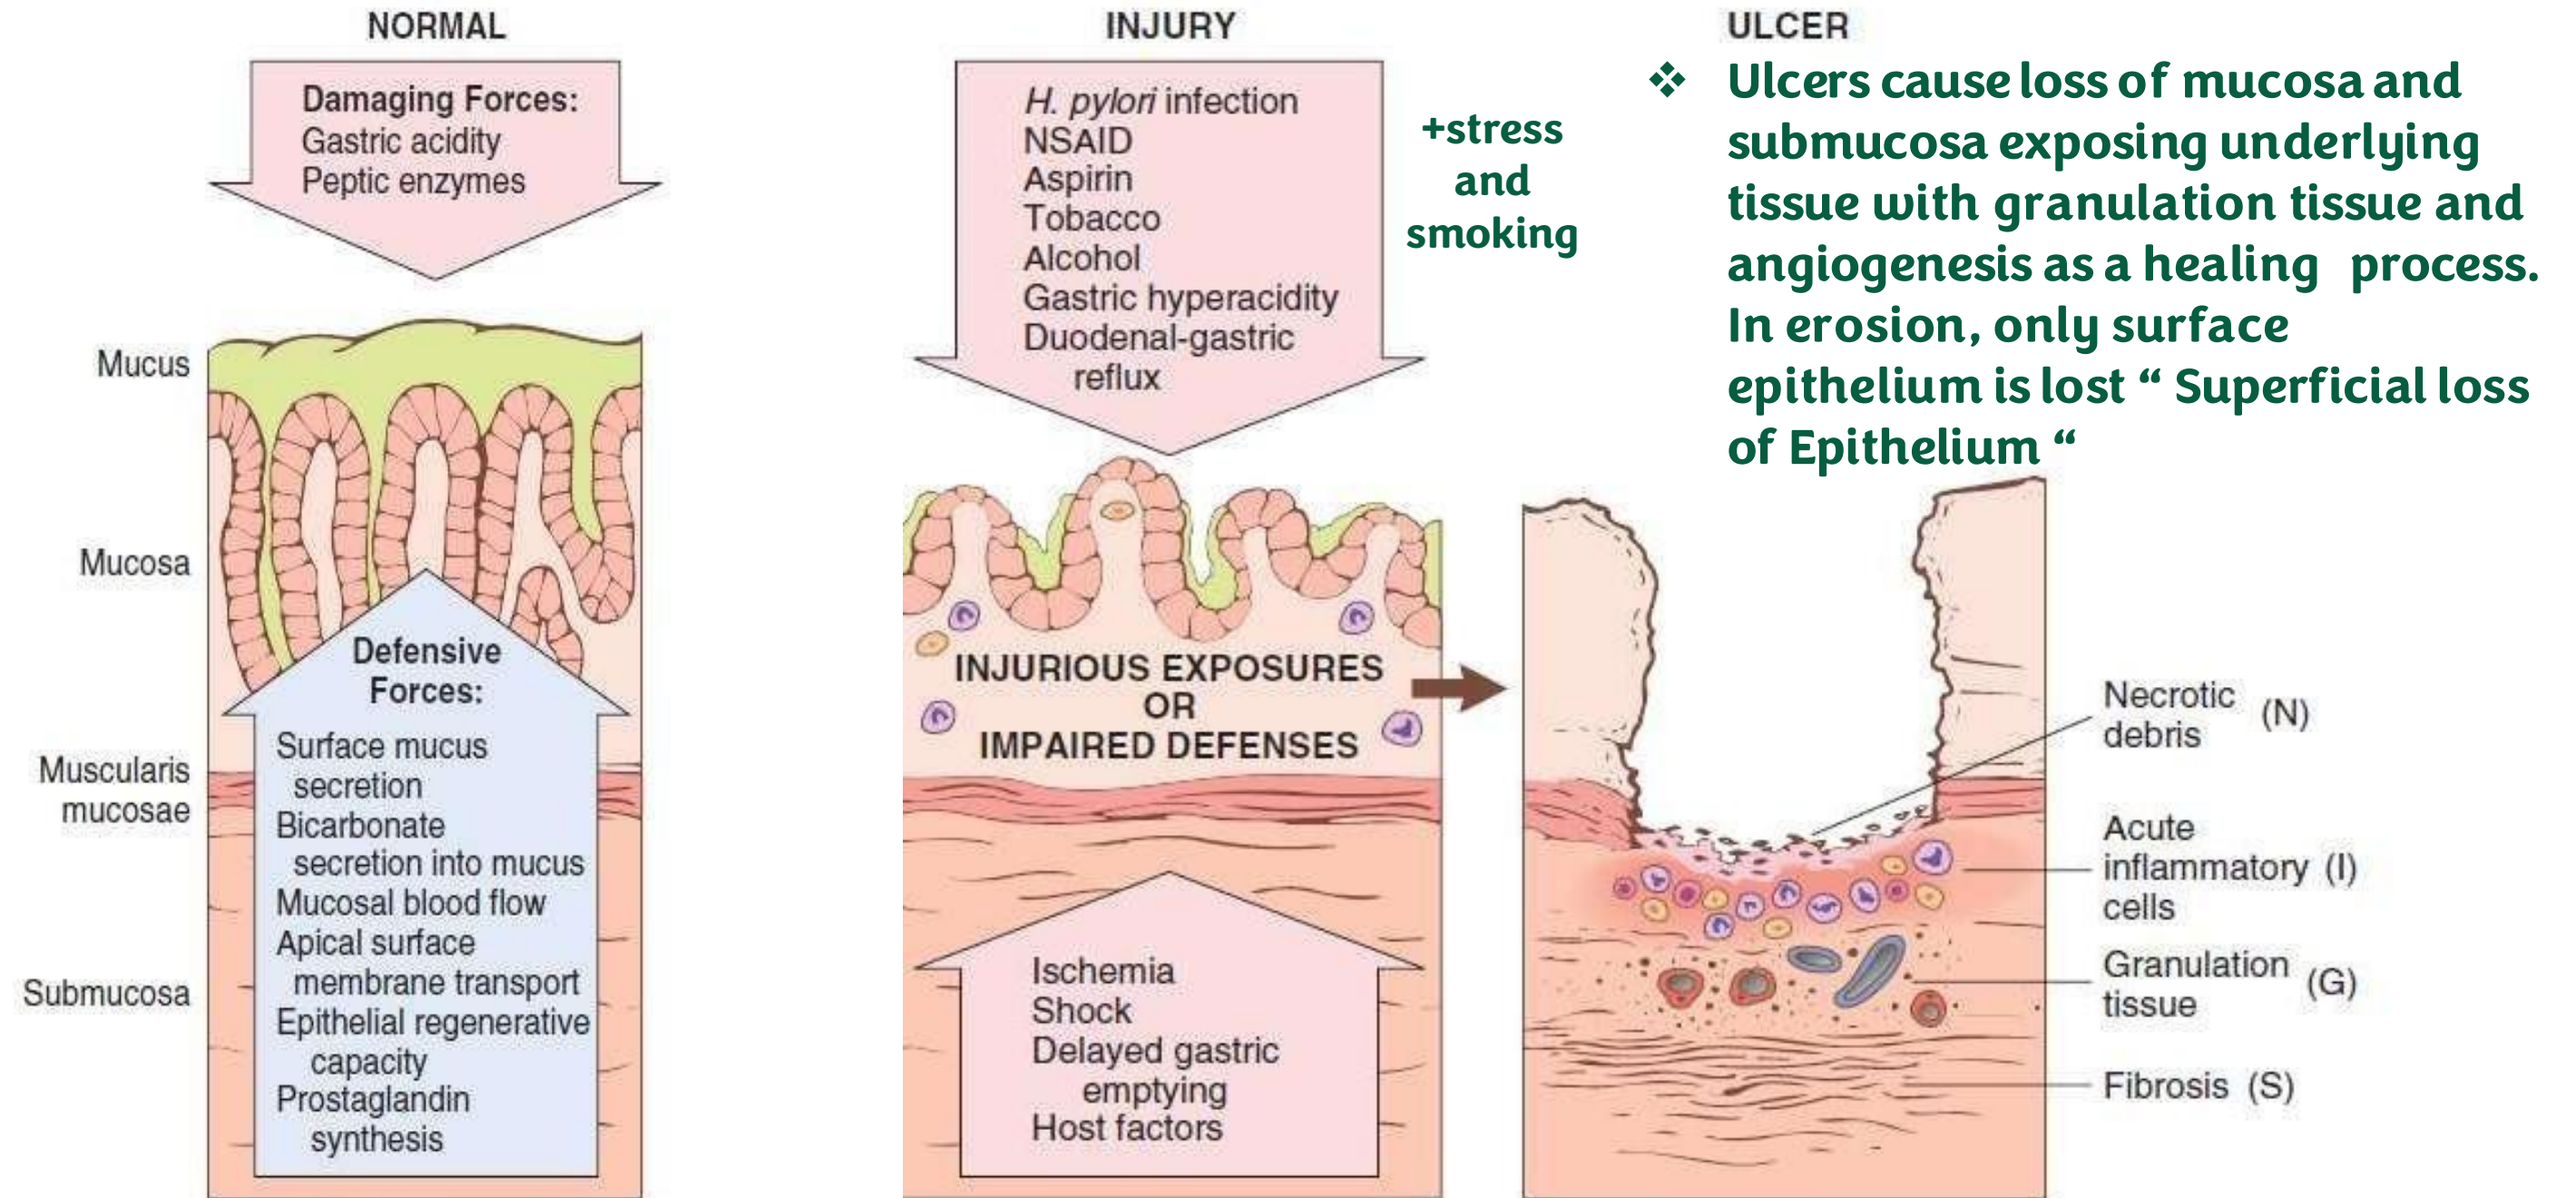 NORMAL
Damaging Forces:
Gastric acidity
Peptic enzymes
Mucus
Mucosa
Muscularis
mucosae
Submucosa
Defensive
Forces:
Surface mucus
secretion
Bicarbonate
secretion into mucus
Mucosal blood flow
Apical surface
membrane transport
Epithelial regenerative
capacity
Prostaglandin
synthesis
INJURY
H. pylori infection
NSAID
Aspirin
Tobacco
Alcohol
Gastric hyperacidity
Duodenal-gastric
reflux
+stress
and
smoking
INJURIOUS EXPOSURES
OR
IMPAIRED DEFENSES
Ischemia
Shock
Delayed gastric
emptying
Host factors
ULCER
❖ Ulcers cause loss of mucosa and
submucosa exposing underlying
tissue with granulation tissue and
angiogenesis as a healing process.
In erosion, only surface
epithelium is lost “ Superficial loss
of Epithelium “
Necrotic
debris (N)
Acute
inflammatory (I)
cells
Granulation
tissue (G)
Fibrosis (S)